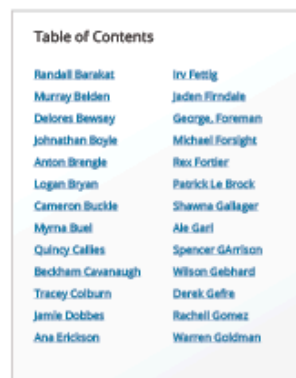 Table of Contents
Randall Barakat
Murray Belden
Delores Bewsey
Johnathan Boyle
Anton Brengle
Logan Bryan
Cameron Buckle
Myrna Buel
Quincy Callies
Beckham Cavanaugh
Tracey Colburn
Jamie Dobbes
Ana Erickson
Irv Fettig
Jaden Firndale
George, Foreman
Michael Forsight
Rex Fortier
Patrick Le Brock
Shawna Gallager
Ale Garl
Spencer GArrison
Wilson Gebhard
Derek Gefre
Rachell Gomez
Warren Goldman